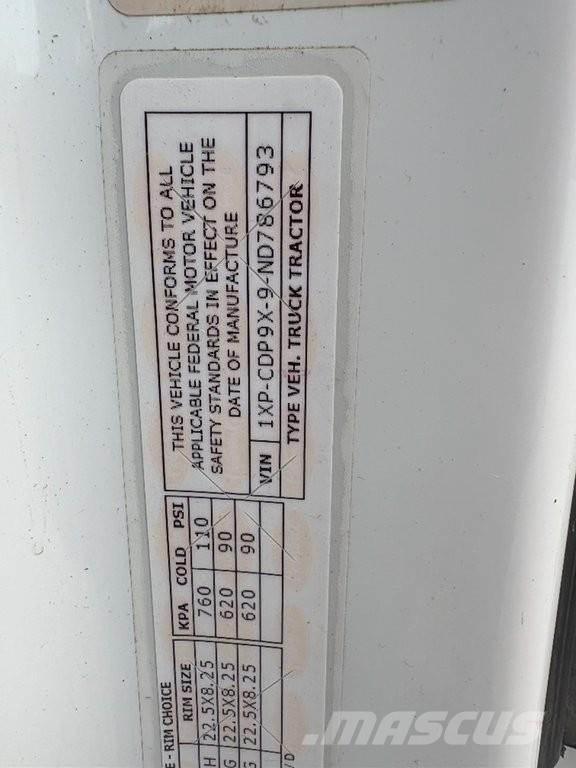 E - RIM CHOICE
RIM SIZE KPA COLD PSI
H 22.5X8.25 760 110
G 22.5X8.25 620 90
G 22.5X8.25 620 90
THIS VEHICLE CONFORMS TO ALL
APPLICABLE FEDERAL MOTOR VEHICLE
SAFETY STANDARDS IN EFFECT ON THE
DATE OF MANUFACTURE
VIN 1XP-CDP9X-9-ND786793
TYPE VEH. TRUCK TRACTOR
MASCUS